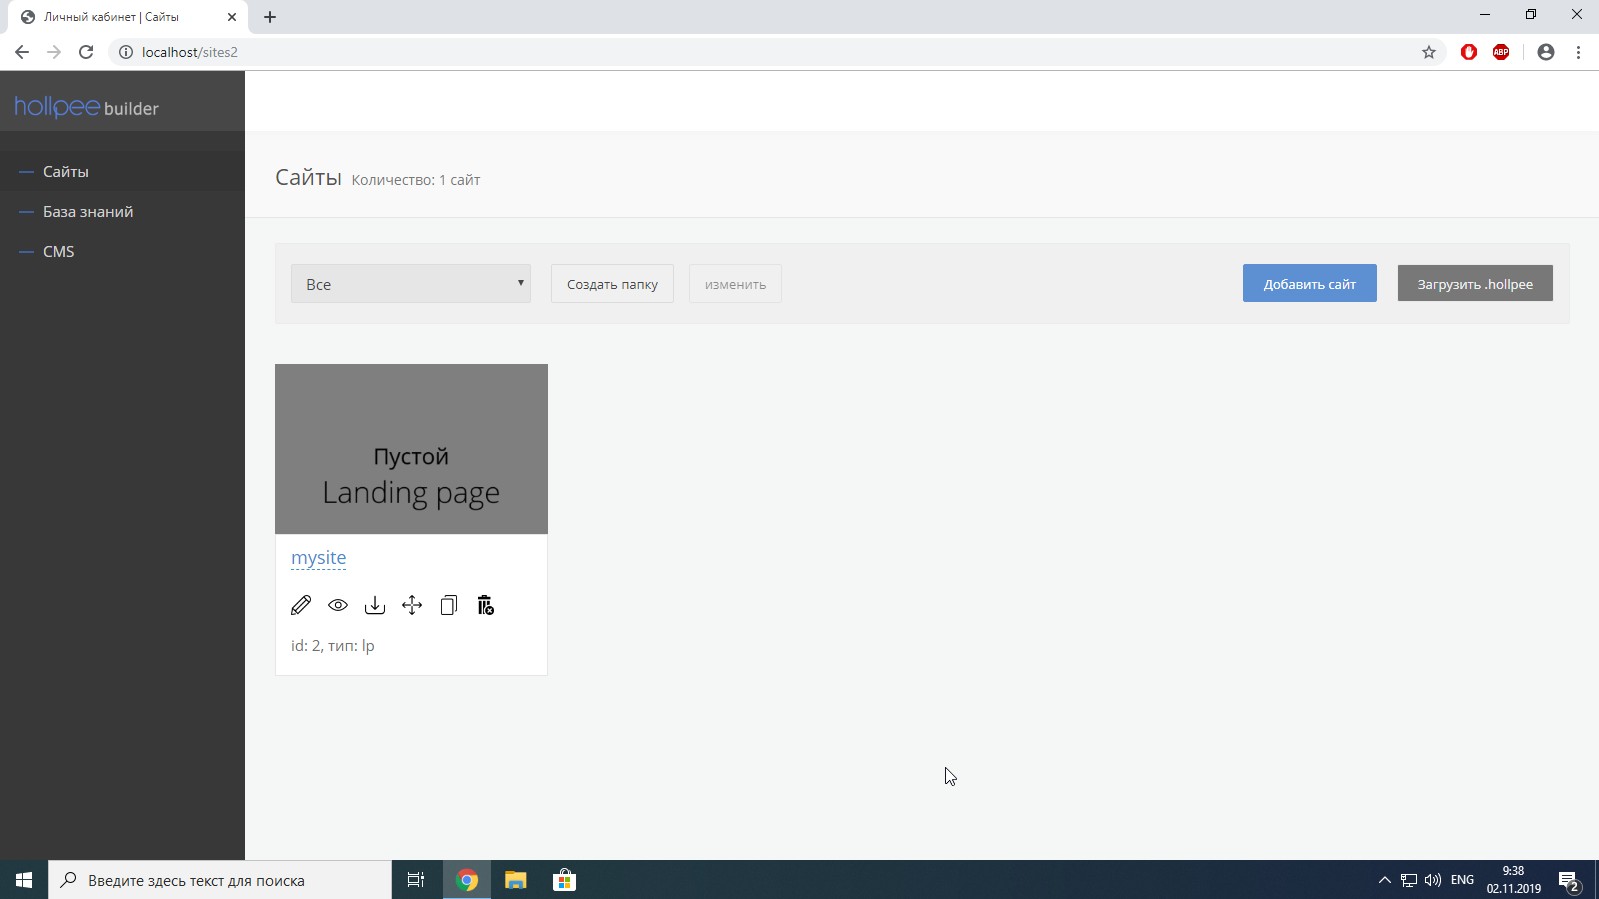 Личный кабинет | Сайты
localhost/sites2
ABP
hollpee builder
Сайты
База знаний
CMS
Сайты Количество: 1 сайт
Все
Создать папку
изменить
Добавить сайт
Загрузить .hollpee
Пустой
Landing page
mysite
id: 2, тип: lp
Введите здесь текст для поиска
ENG
9:38
02.11.2019
2